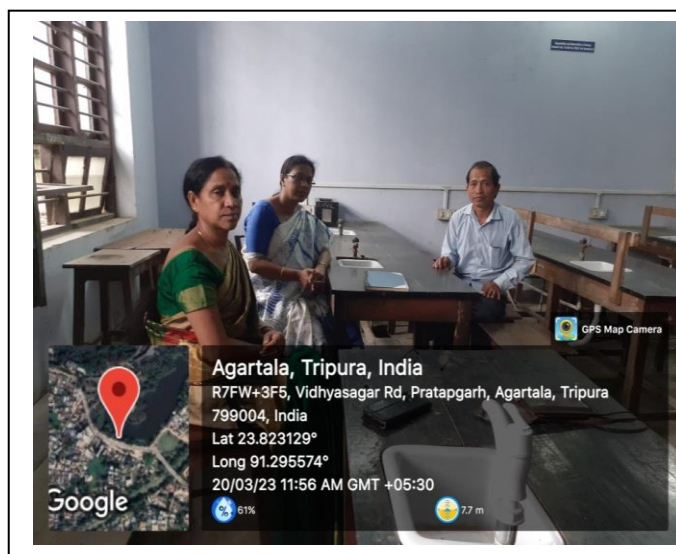 GPS Map Camera
Agartala, Tripura, India
R7FW+3F5, Vidhyasagar Rd, Pratapgarh, Agartala, Tripura
799004, India
Lat 23.823129°
Long 91.295574°
20/03/23 11:56 AM GMT +05:30
Google
61%
7.7 m